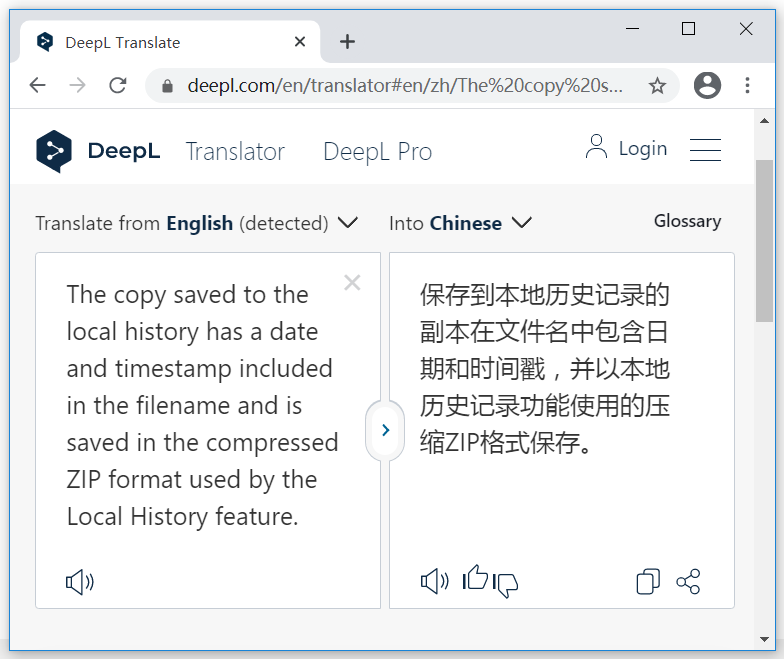 DeepL Translate
deepl.com/en/translator#en/zh/The%20copy%20s...
DeepL Translator DeepL Pro Login
Translate from English (detected) Into Chinese Glossary
The copy saved to the
local history has a date
and timestamp included
in the filename and is
saved in the compressed
ZIP format used by the
Local History feature.
保存到本地历史记录的
副本在文件名中包含日
期和时间戳，并以本地
历史记录功能使用的压
缩ZIP格式保存。